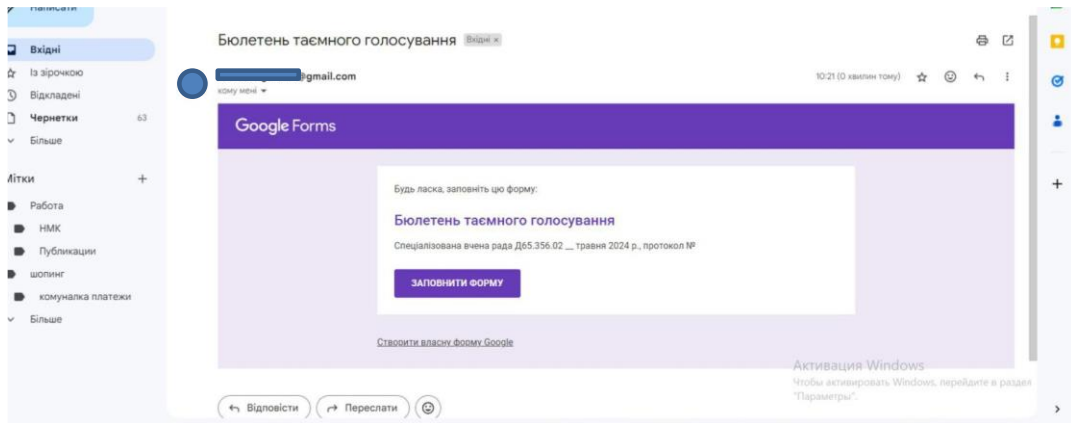 Написати
Вхідні
Із зірочкою
Відкладені
Чернетки 63
Більше
Мітки +
Работа
НМК
Публикации
шопинг
комуналка платежи
Більше
Бюлетень таємного голосування Вхідні ×
@gmail.com
кому мені
10:21 (0 хвилин тому)
Google Forms
Будь ласка, заповніть цю форму:
Бюлетень таємного голосування
Спеціалізована вчена рада Д65.356.02 __ травня 2024 р., протокол №
ЗАПОВНИТИ ФОРМУ
Створити власну форму Google
Активация Windows
Чтобы активировать Windows, перейдите в раздел
"Параметры".
Відповісти
Переслати